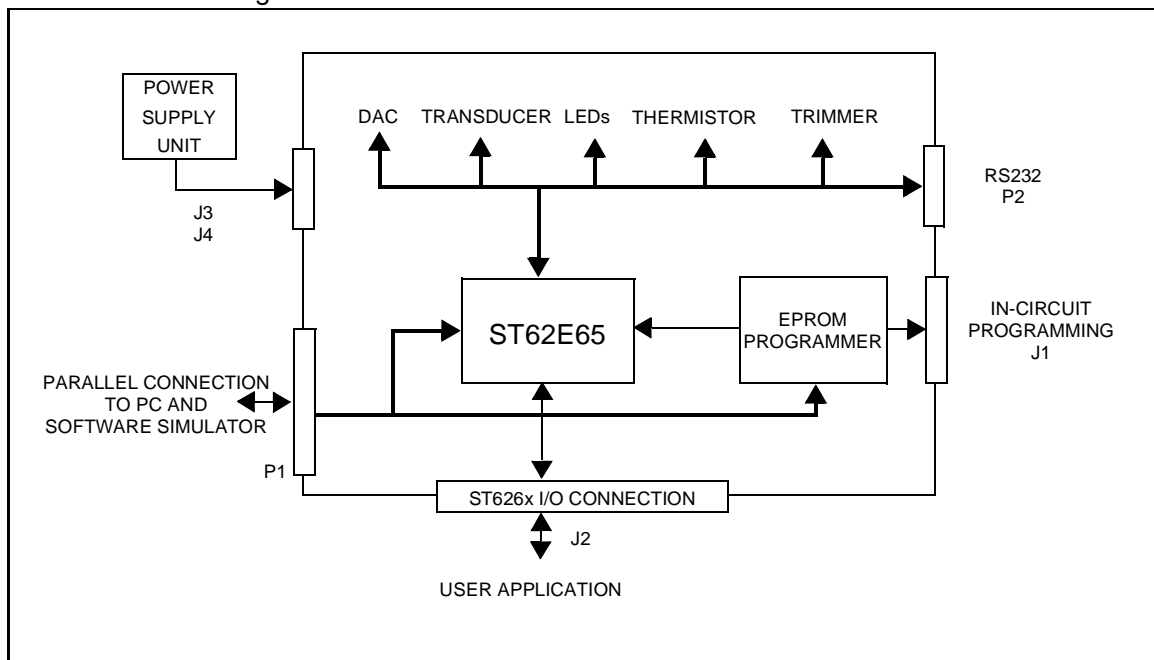 POWER
SUPPLY
UNIT
DAC TRANSDUCER LEDs THERMISTOR TRIMMER
J3
J4
RS232
P2
ST62E65
EPROM
PROGRAMMER
IN-CIRCUIT
PROGRAMMING
J1
PARALLEL CONNECTION
TO PC AND
SOFTWARE SIMULATOR
P1
ST626x I/O CONNECTION
J2
USER APPLICATION